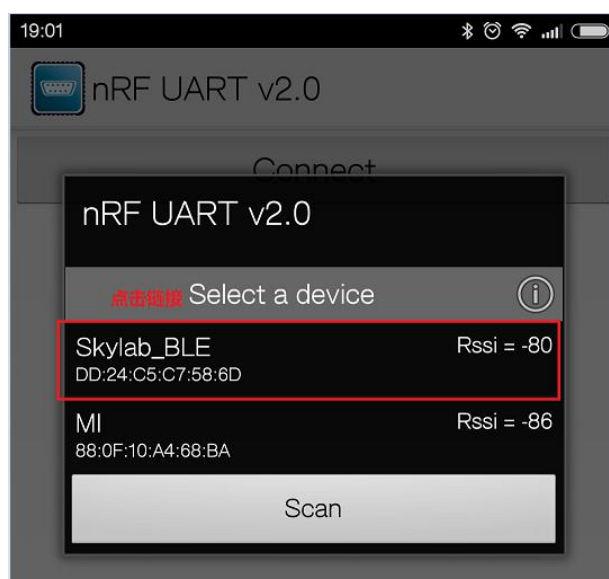 19:01
nRF UART v2.0
Connect
nRF UART v2.0
点击链接 Select a device
Skylab_BLE Rssi = -80
DD:24:C5:C7:58:6D
MI Rssi = -86
88:0F:10:A4:68:BA
Scan